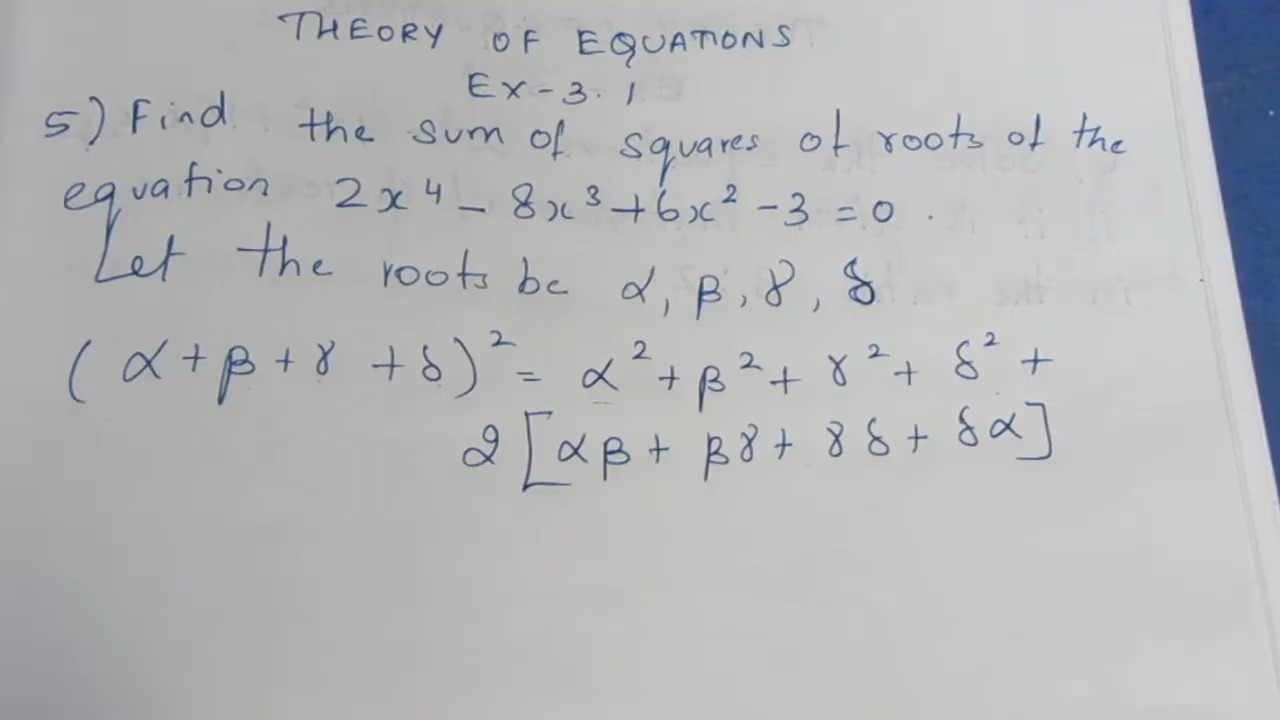 THEORY OF EQUATIONS
EX-3.1
5) Find the sum of squares of roots of the
equation 2x⁴ - 8x³ + 6x² - 3 = 0.
Let the roots be α, β, γ, δ
(α + β + γ + δ)² = α² + β² + γ² + δ² +
2[αβ + βγ + γδ + δα]